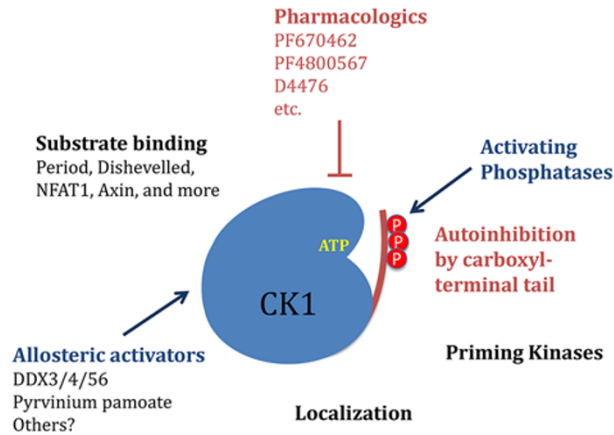 Pharmacologics
PF670462
PF4800567
D4476
etc.
Substrate binding
Period, Dishevelled,
NFAT1, Axin, and more
Activating
Phosphatases
ATP
P
P
P
Autoinhibition
by carboxyl-
terminal tail
CK1
Allosteric activators
DDX3/4/56
Pyrvinium pamoate
Others?
Priming Kinases
Localization